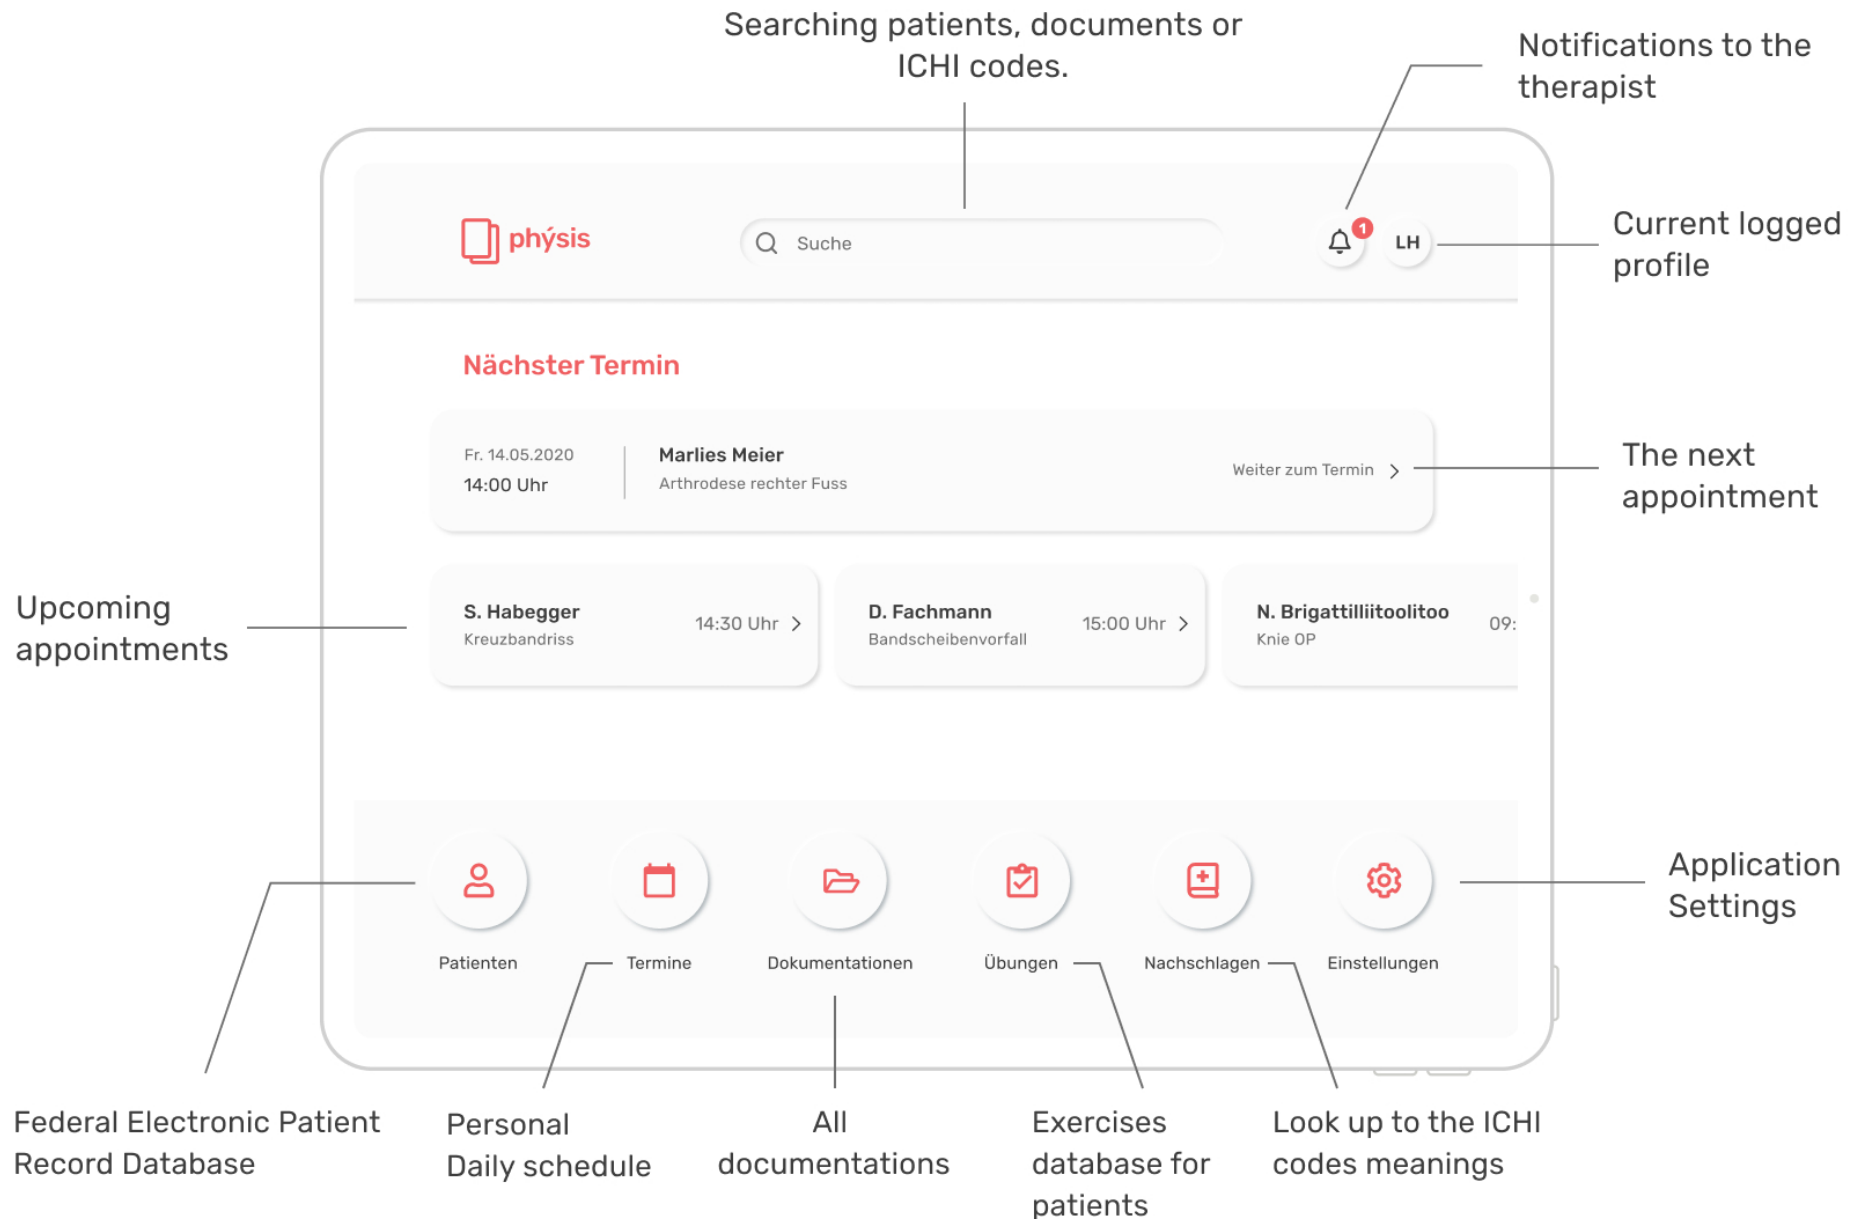 Searching patients, documents or
ICHI codes.
Notifications to the
therapist
phýsis
Suche
1
LH
Current logged
profile
Nächster Termin
Fr. 14.05.2020
14:00 Uhr
Marlies Meier
Arthrodese rechter Fuss
Weiter zum Termin
The next
appointment
Upcoming
appointments
S. Habegger
Kreuzbandriss
14:30 Uhr
D. Fachmann
Bandscheibenvorfall
15:00 Uhr
N. Brigattilliitoolitoo
Knie OP
09:
Application
Settings
Patienten
Termine
Dokumentationen
Übungen
Nachschlagen
Einstellungen
Federal Electronic Patient
Record Database
Personal
Daily schedule
All
documentations
Exercises
database for
patients
Look up to the ICHI
codes meanings